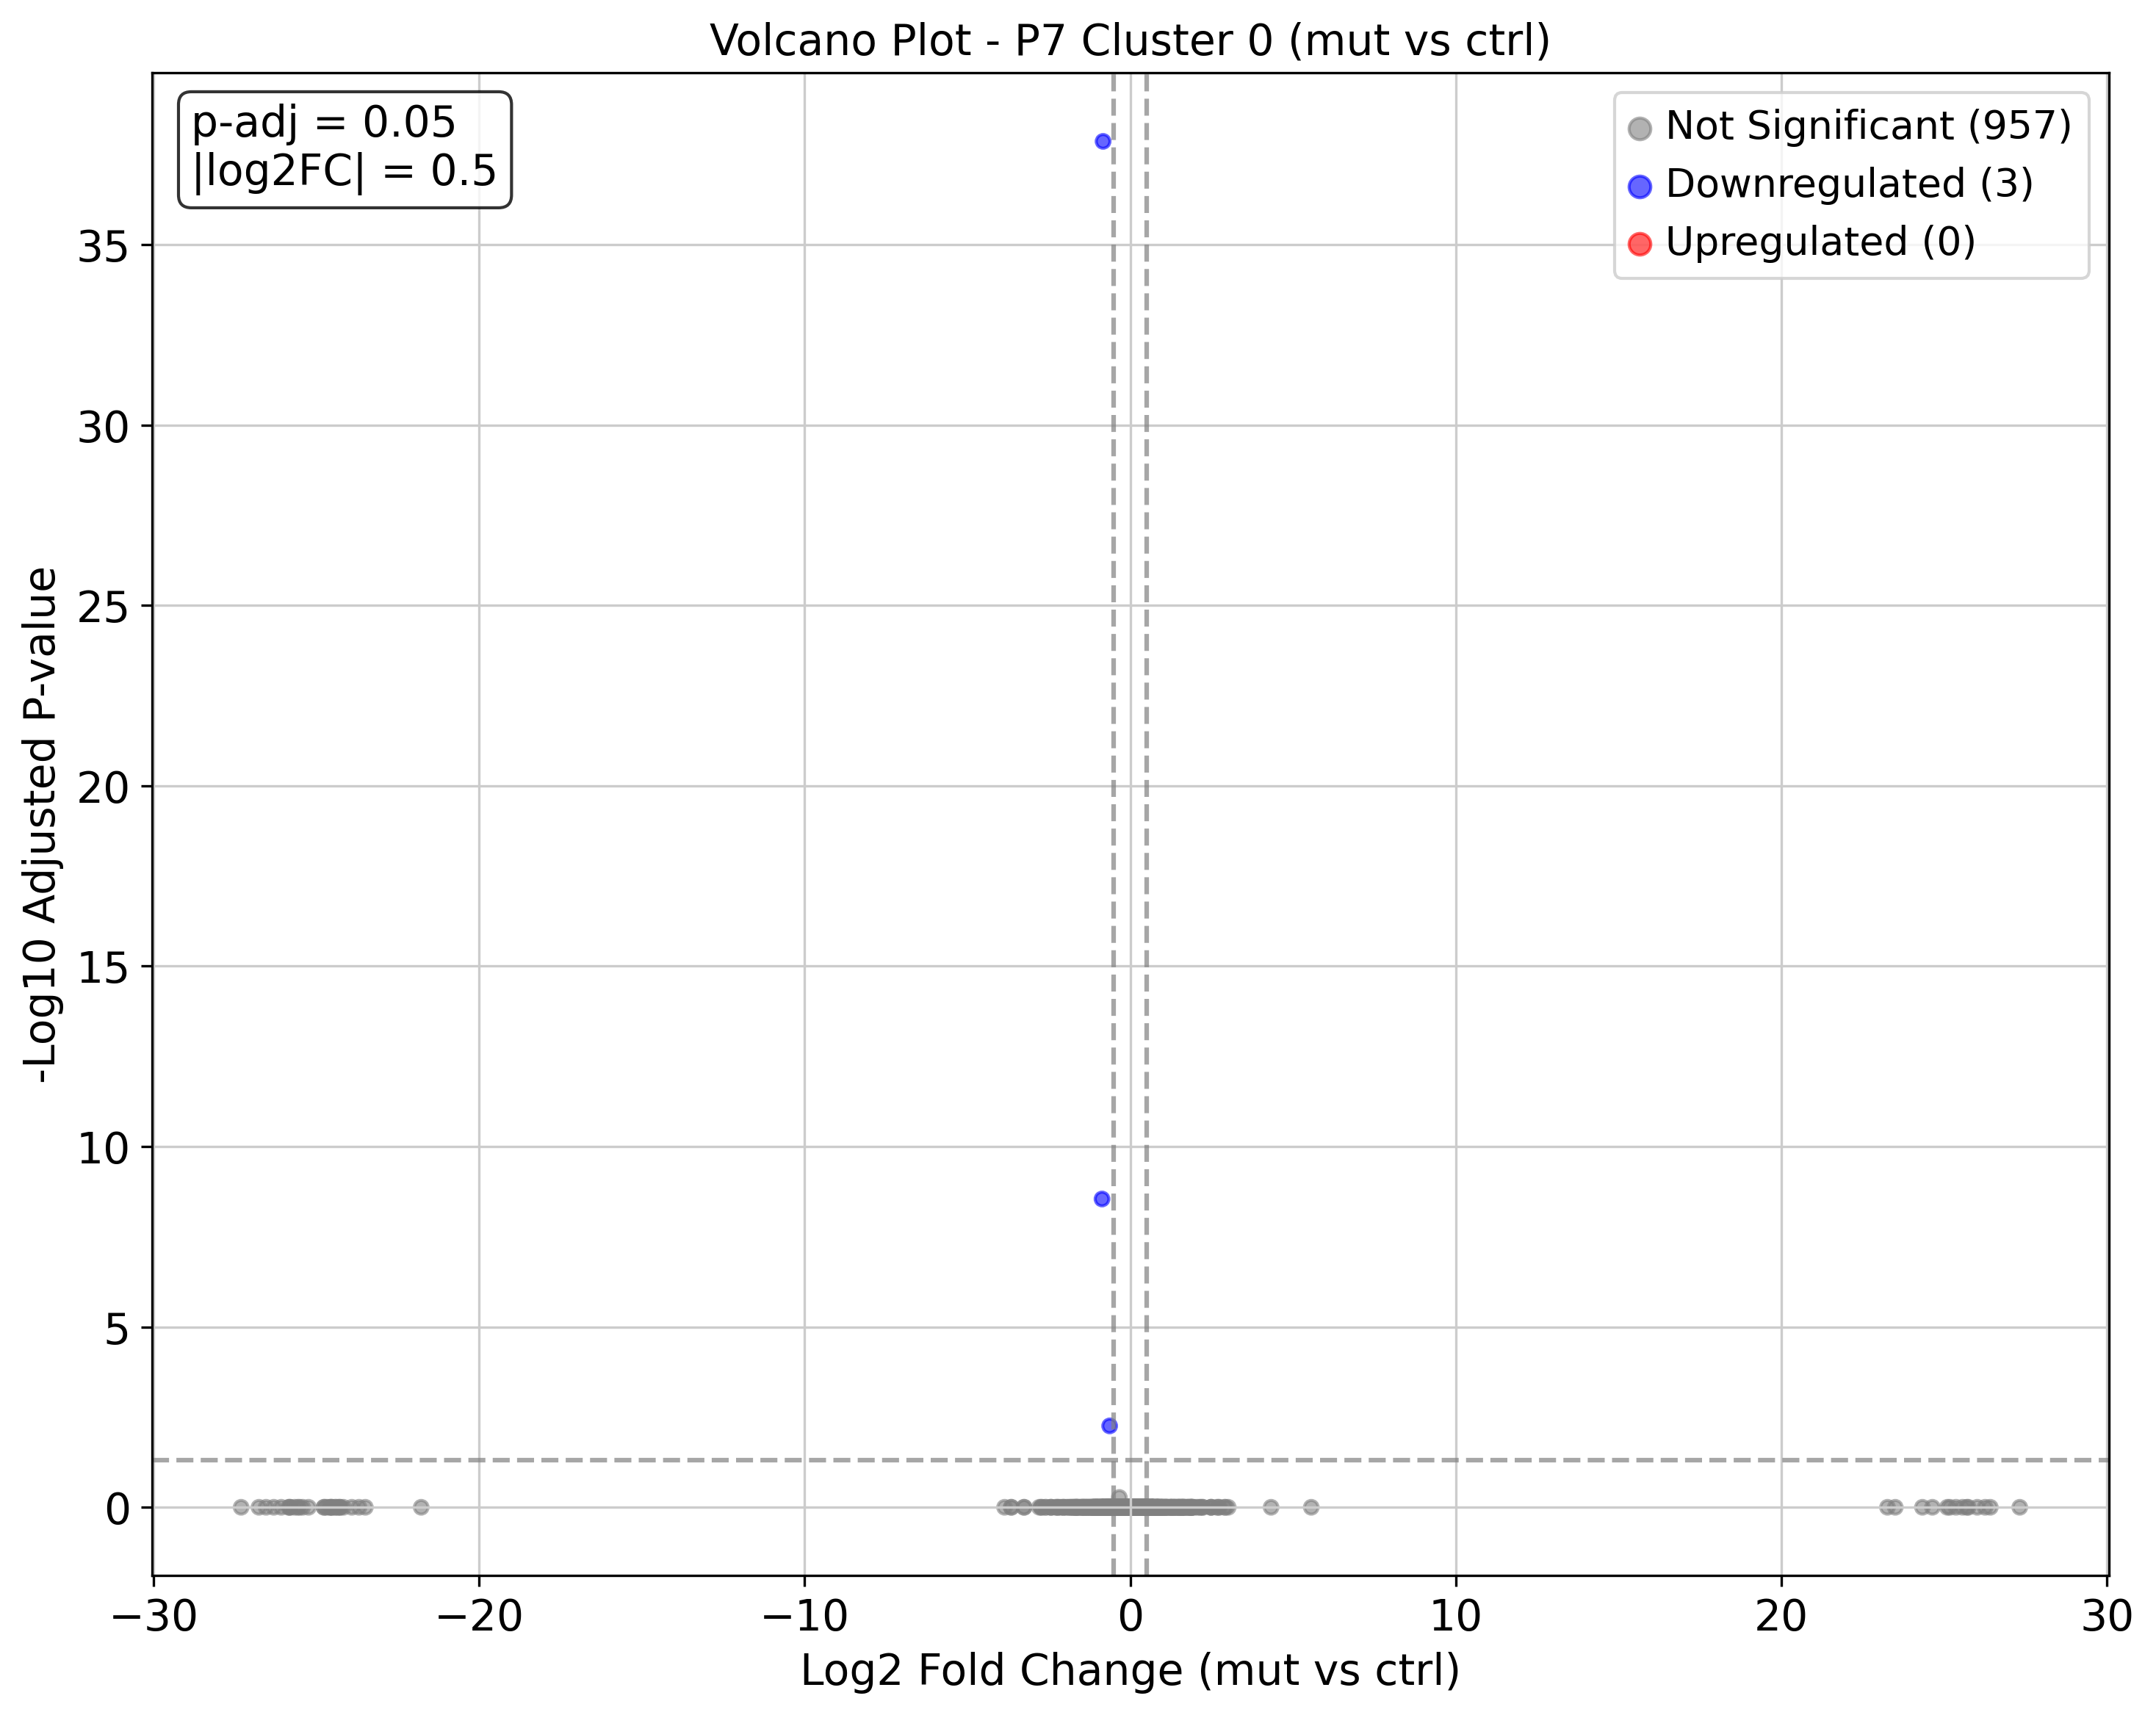 Volcano Plot - P7 Cluster 0 (mut vs ctrl)
p-adj = 0.05
|log2FC| = 0.5
Not Significant (957)
Downregulated (3)
Upregulated (0)
-Log10 Adjusted P-value
35
30
25
20
15
10
5
0
−30 −20 −10 0 10 20 30
Log2 Fold Change (mut vs ctrl)